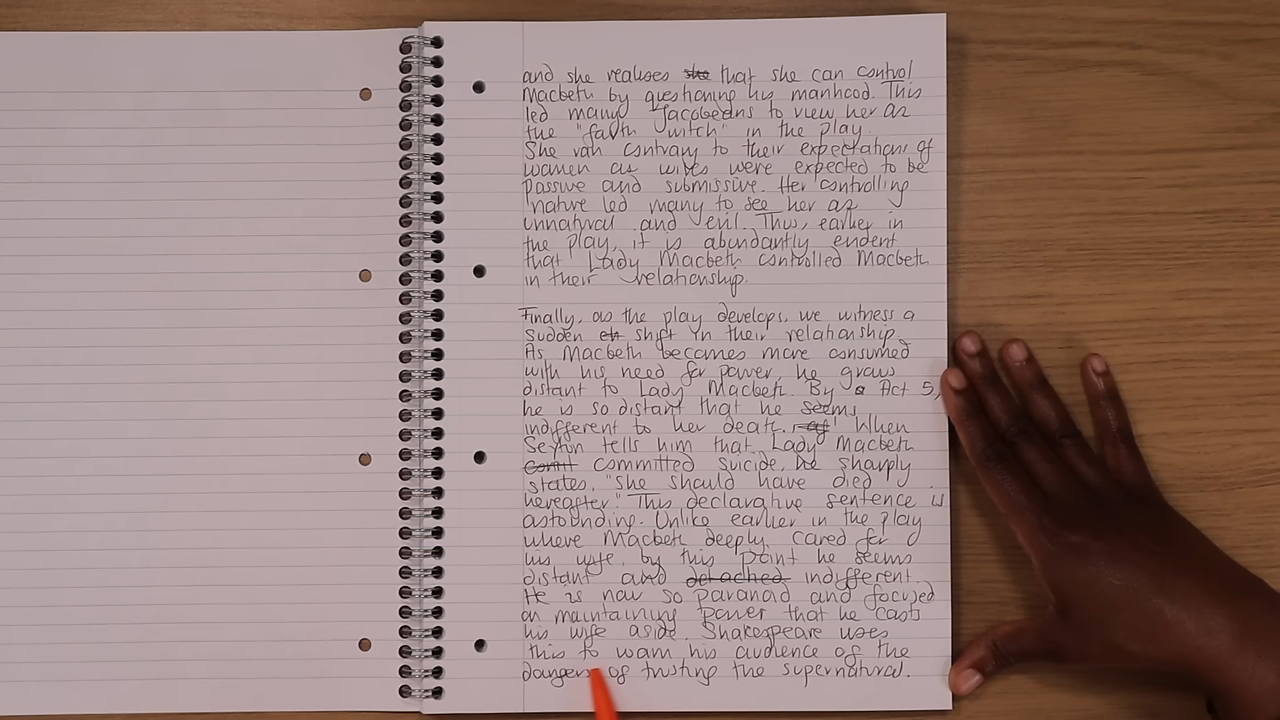 and she realises she that she can control
Macbeth by questioning his manhood. This
led many Jacobeans to view her as
the "forth witch" in the play.
She ran contrary to their expectations of
women as wives were expected to be
passive and submissive. Her controlling
nature led many to see her as
unnatural and evil. Thus, earlier in
the play, it is abundantly evident
that Lady Macbeth controlled Macbeth
in their relationship.
Finally, as the play develops, we witness a
sudden shift in their relationship.
As Macbeth becomes more consumed
with his need for power, he grows
distant to Lady Macbeth. By a Act 5,
he is so distant that he seems
indifferent to her death. When
Seyton tells him that Lady Macbeth
comit committed suicide, he sharply
states, "she should have died
hereafter." This declarative sentence is
astounding. Unlike earlier in the play
where Macbeth deeply cared for
his wife, by this point he seems
distant and detached indifferent.
He is now so paranoid and focused
on maintaining power that he casts
his wife aside. Shakespeare uses
this to warn his audience of the
dangers of trusting the supernatural.